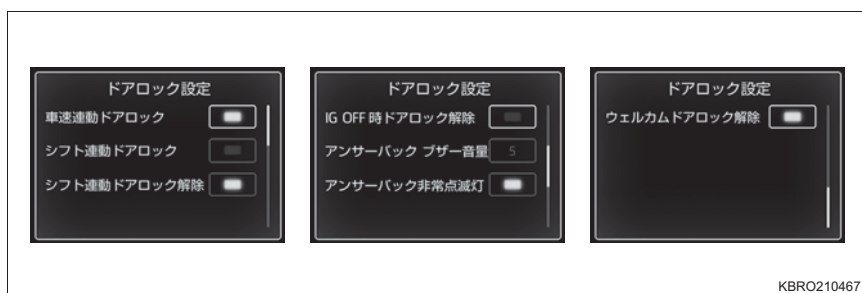 ドアロック設定
車速連動ドアロック
シフト連動ドアロック
シフト連動ドアロック解除
ドアロック設定
IG OFF 時ドアロック解除
アンサーバック ブザー音量 5
アンサーバック非常点滅灯
ドアロック設定
ウェルカムドアロック解除
KBRO210467